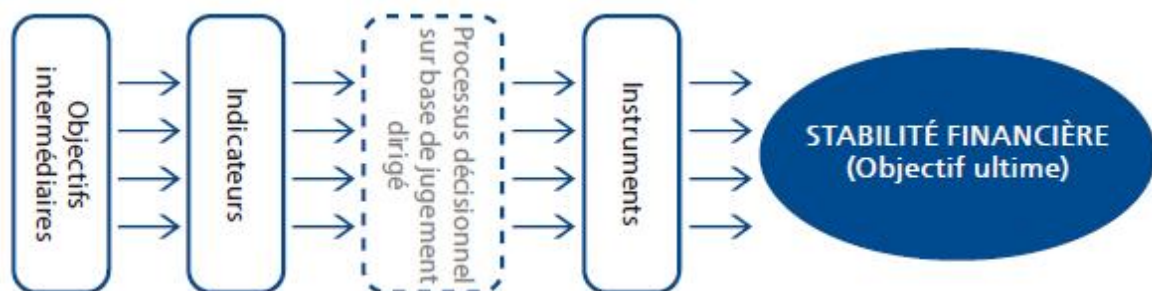 Objectifs
intermédiaires
Indicateurs
Processus décisionnel
sur base de jugement
dirigé
Instruments
STABILITÉ FINANCIÈRE
(Objectif ultime)